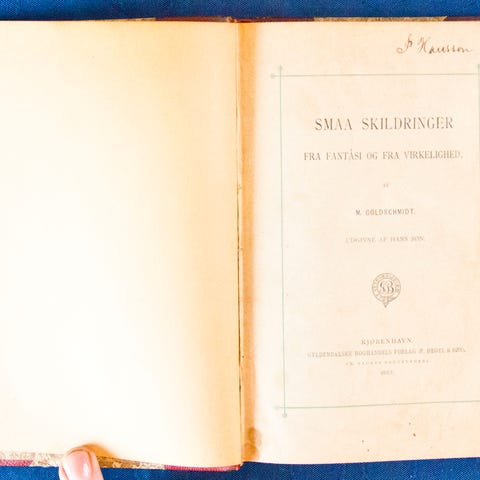 Hansson
SMAA SKILDRINGER
FRA FANTASI OG FRA VIRKELIGHED.
AF
M. GOLDSCHMIDT.
UDGIVNE AF HANS SØN.
KJØBENHAVN.
GYLDENDALSKE BOGHANDELS FORLAG (F. HEGEL & SØN).